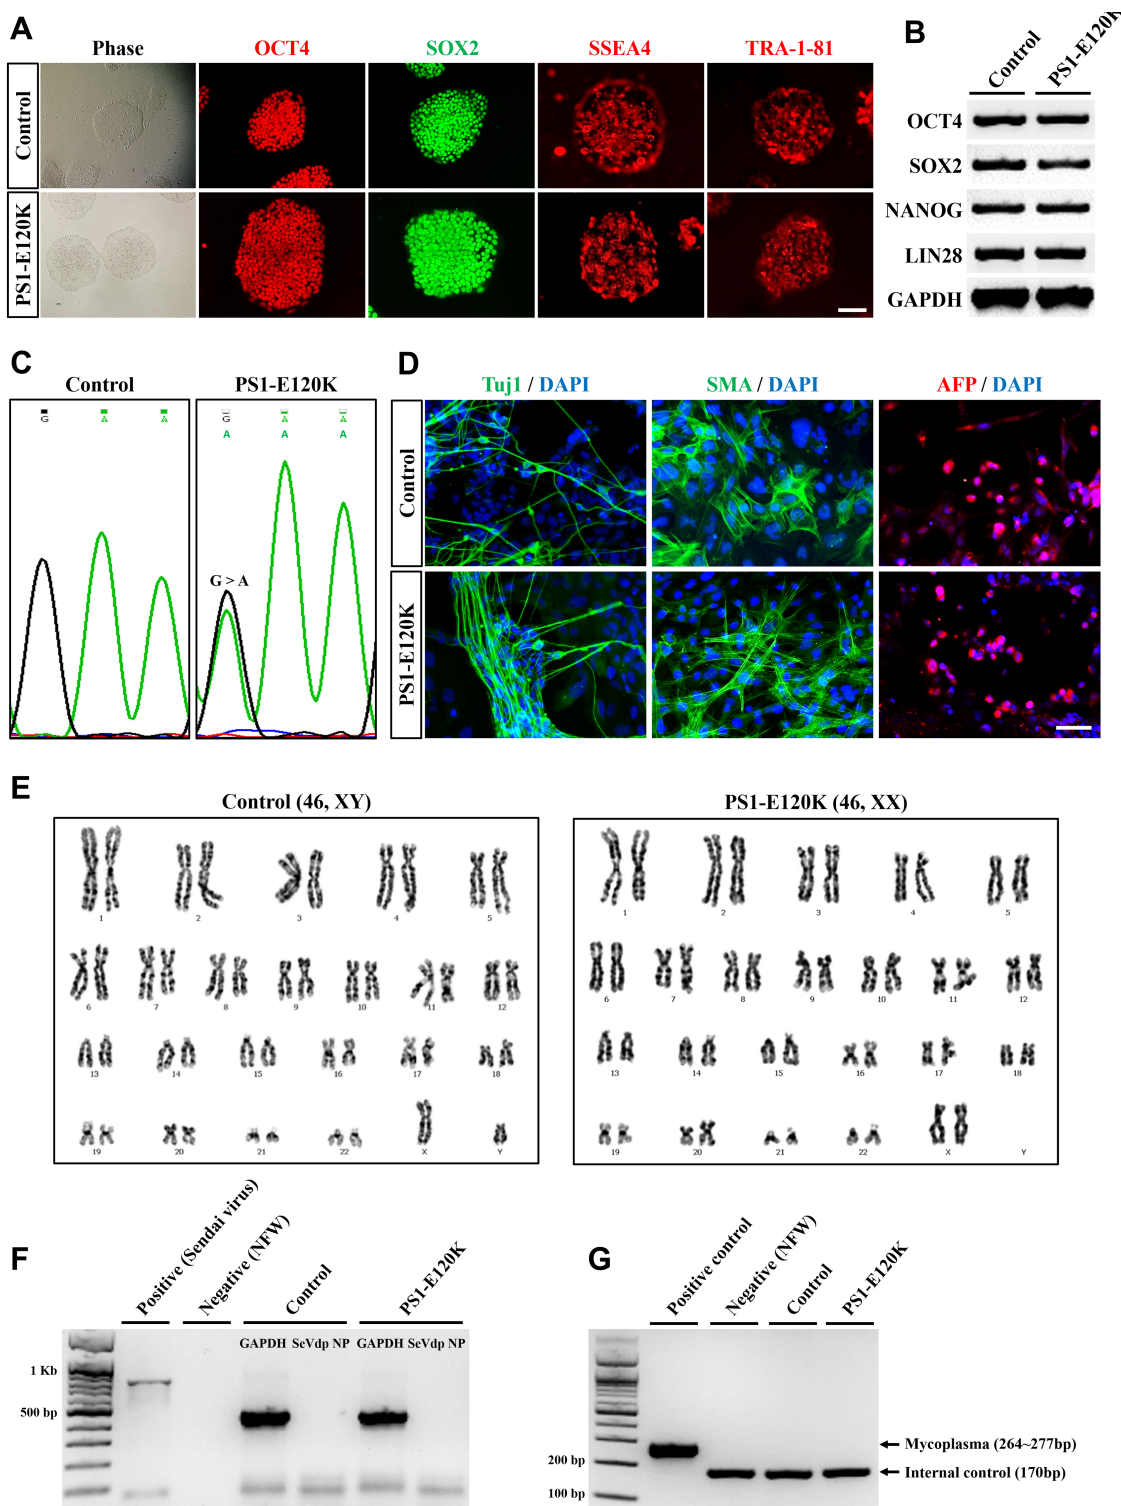 A
Phase
OCT4
SOX2
SSEA4
TRA-1-81
Control
PS1-E120K
B
Control
PS1-E120K
OCT4
SOX2
NANOG
LIN28
GAPDH
C
Control
PS1-E120K
G A A
G A A
A A A
G > A
D
Tuj1 / DAPI
SMA / DAPI
AFP / DAPI
Control
PS1-E120K
E
Control (46, XY)
1 2 3 4 5
6 7 8 9 10 11 12
13 14 15 16 17 18
19 20 21 22 X Y
PS1-E120K (46, XX)
1 2 3 4 5
6 7 8 9 10 11 12
13 14 15 16 17 18
19 20 21 22 X Y
F
Positive (Sendai virus)
Negative (NFW)
Control
PS1-E120K
GAPDH SeVdp NP GAPDH SeVdp NP
1 Kb
500 bp
G
Positive control
Negative (NFW)
Control
PS1-E120K
Mycoplasma (264~277bp)
200 bp
Internal control (170bp)
100 bp